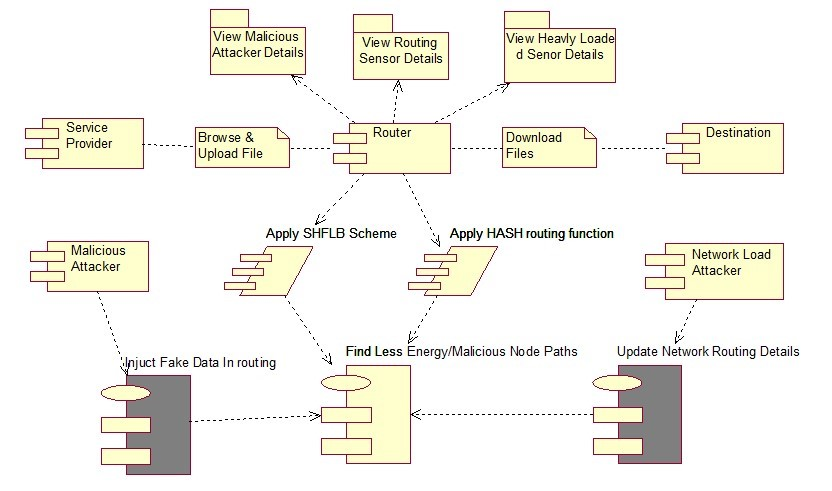 View Malicious
Attacker Details
View Routing
Sensor Details
View Heavly Loade
d Senor Details
Service
Provider
Browse &
Upload File
Router
Download
Files
Destination
Apply SHFLB Scheme
Apply HASH routing function
Malicious
Attacker
Network Load
Attacker
Injuct Fake Data In routing
Find Less Energy/Malicious Node Paths
Update Network Routing Details